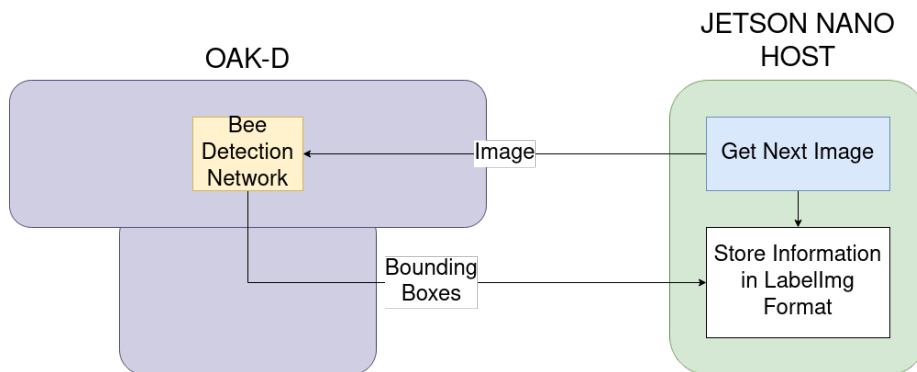 OAK-D
JETSON NANO
HOST
Bee
Detection
Network
Image
Get Next Image
Bounding
Boxes
Store Information
in LabelImg
Format